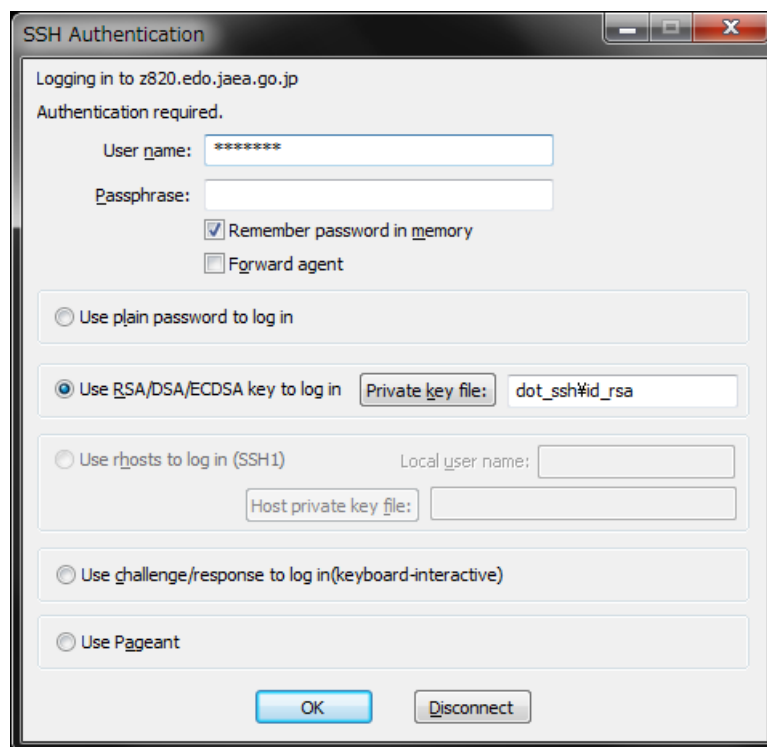 SSH Authentication
Logging in to z820.edo.jaea.go.jp
Authentication required.
User name: *******
Passphrase:
Remember password in memory
Forward agent
Use plain password to log in
Use RSA/DSA/ECDSA key to log in Private key file: dot_ssh¥id_rsa
Use rhosts to log in (SSH1) Local user name:
Host private key file:
Use challenge/response to log in(keyboard-interactive)
Use Pageant
OK Disconnect